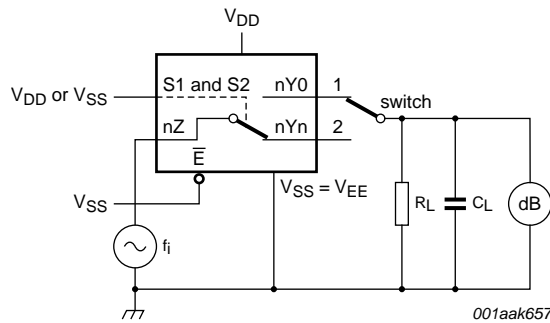 VDD
S1 and S2
nY0
1
VDD or VSS
switch
nZ
nYn
2
E
VSS = VEE
VSS
RL
CL
dB
fi
001aak657